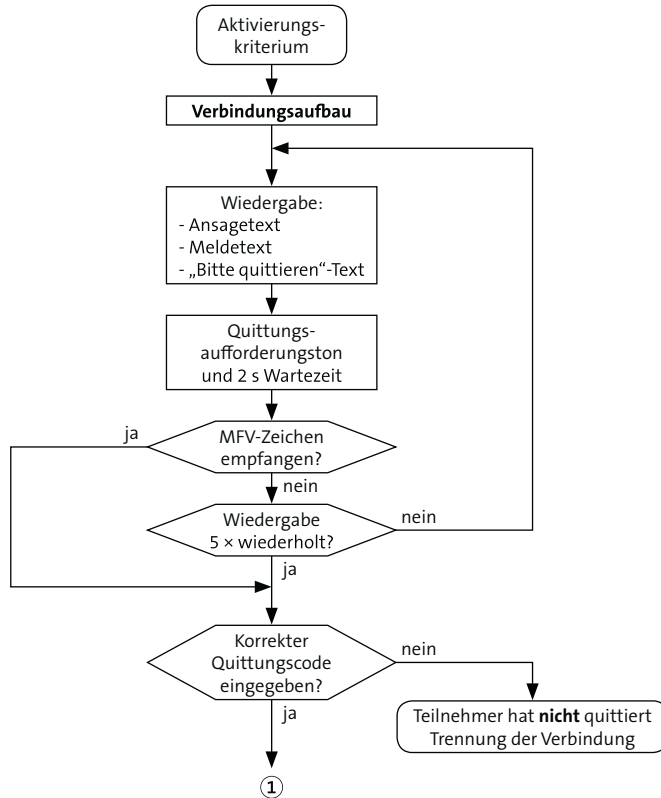 Aktivierungs-
kriterium
Verbindungsaufbau
Wiedergabe:
- Ansagetext
- Meldetext
- „Bitte quittieren“-Text
Quittungs-
aufforderungston
und 2 s Wartezeit
ja
MFV-Zeichen
empfangen?
nein
Wiedergabe
5 × wiederholt?
nein
ja
Korrekter
Quittungscode
eingegeben?
nein
ja
Teilnehmer hat nicht quittiert
Trennung der Verbindung
①